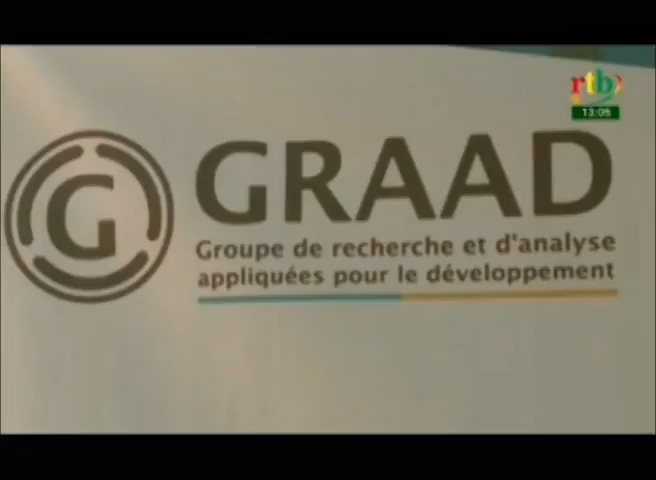 rtb
13:05
G
GRAAD
Groupe de recherche et d'analyse
appliquées pour le développement